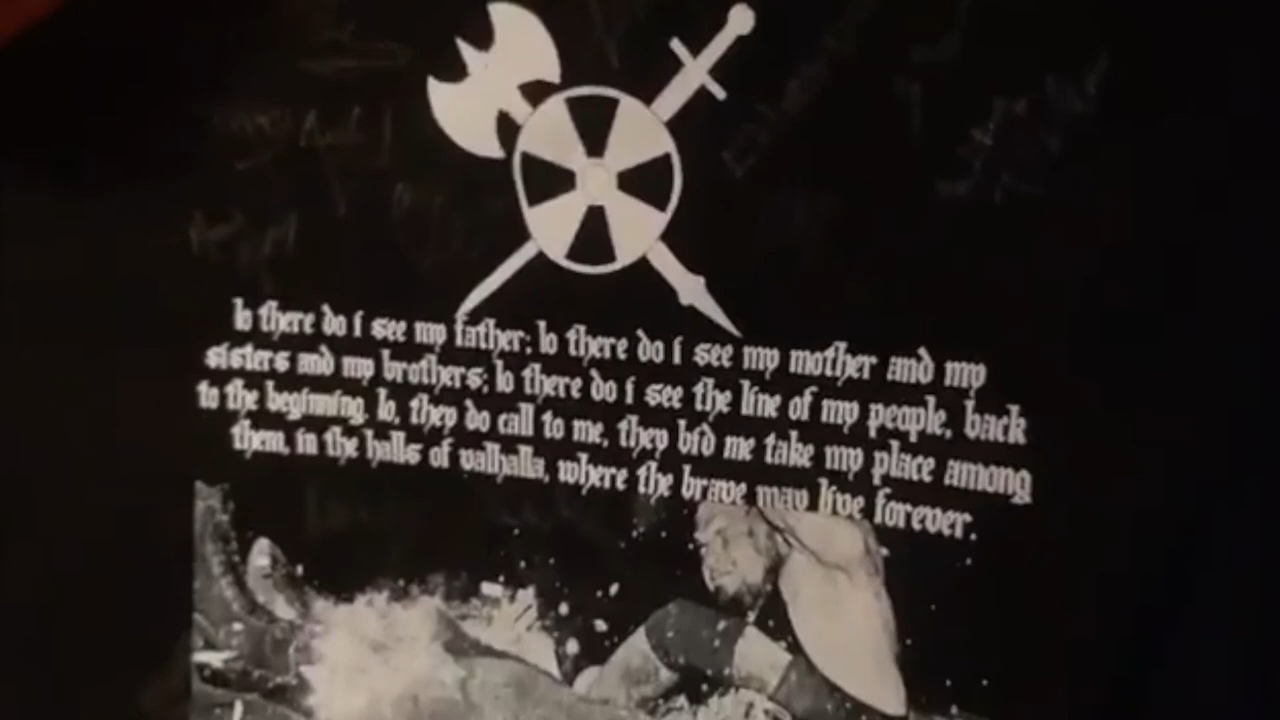 lo there do i see my father; lo there do i see my mother and my
sisters and my brothers; lo there do i see the line of my people, back
to the beginning. lo, they do call to me, they bid me take my place among
them, in the halls of valhalla, where the brave may live forever.